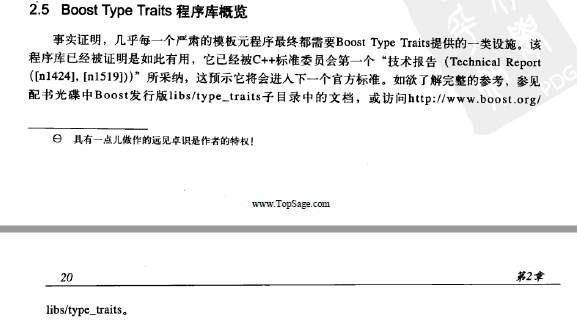 2.5 Boost Type Traits 程序库概览
事实证明，几乎每一个严肃的模板元程序最终都需要Boost Type Traits提供的一类设施。该
程序库已经被证明是如此有用，它已经被C++标准委员会第一个“技术报告（Technical Report
([n1424], [n1519]))”所采纳，这预示它将会进入下一个官方标准。如欲了解完整的参考，参见
配书光碟中Boost发行版libs/type_traits子目录中的文档，或访问http://www.boost.org/
㊀ 具有一点儿做作的远见卓识是作者的特权！
www.TopSage.com
20 第2章
libs/type_traits。